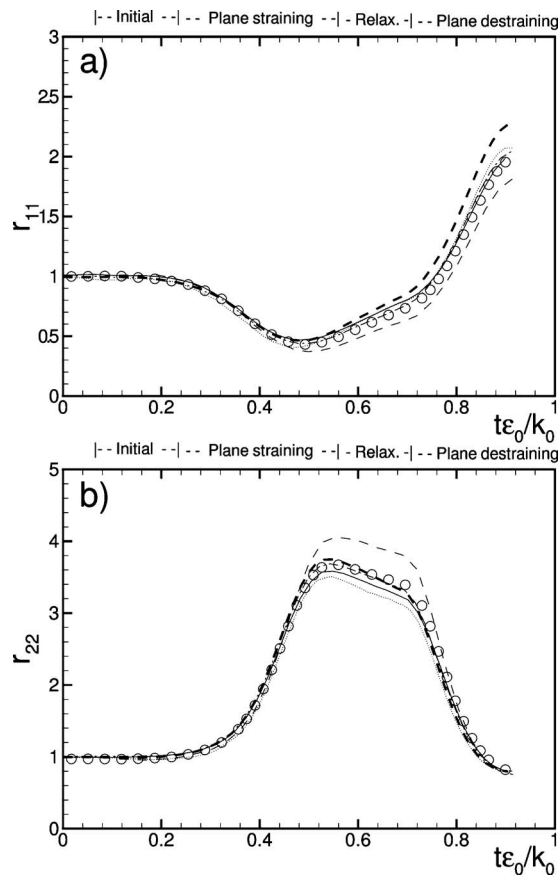 |-- Initial --|-- Plane straining --|- Relax. -|-- Plane destraining
a)
3
25
2
1.5
1
0.5
0
r11
0 0.2 0.4 0.6 0.8 1
tε0/k0
|-- Initial --|-- Plane straining --|- Relax. -|-- Plane destraining
b)
5
4
3
2
1
0
r22
0 0.2 0.4 0.6 0.8 1
tε0/k0